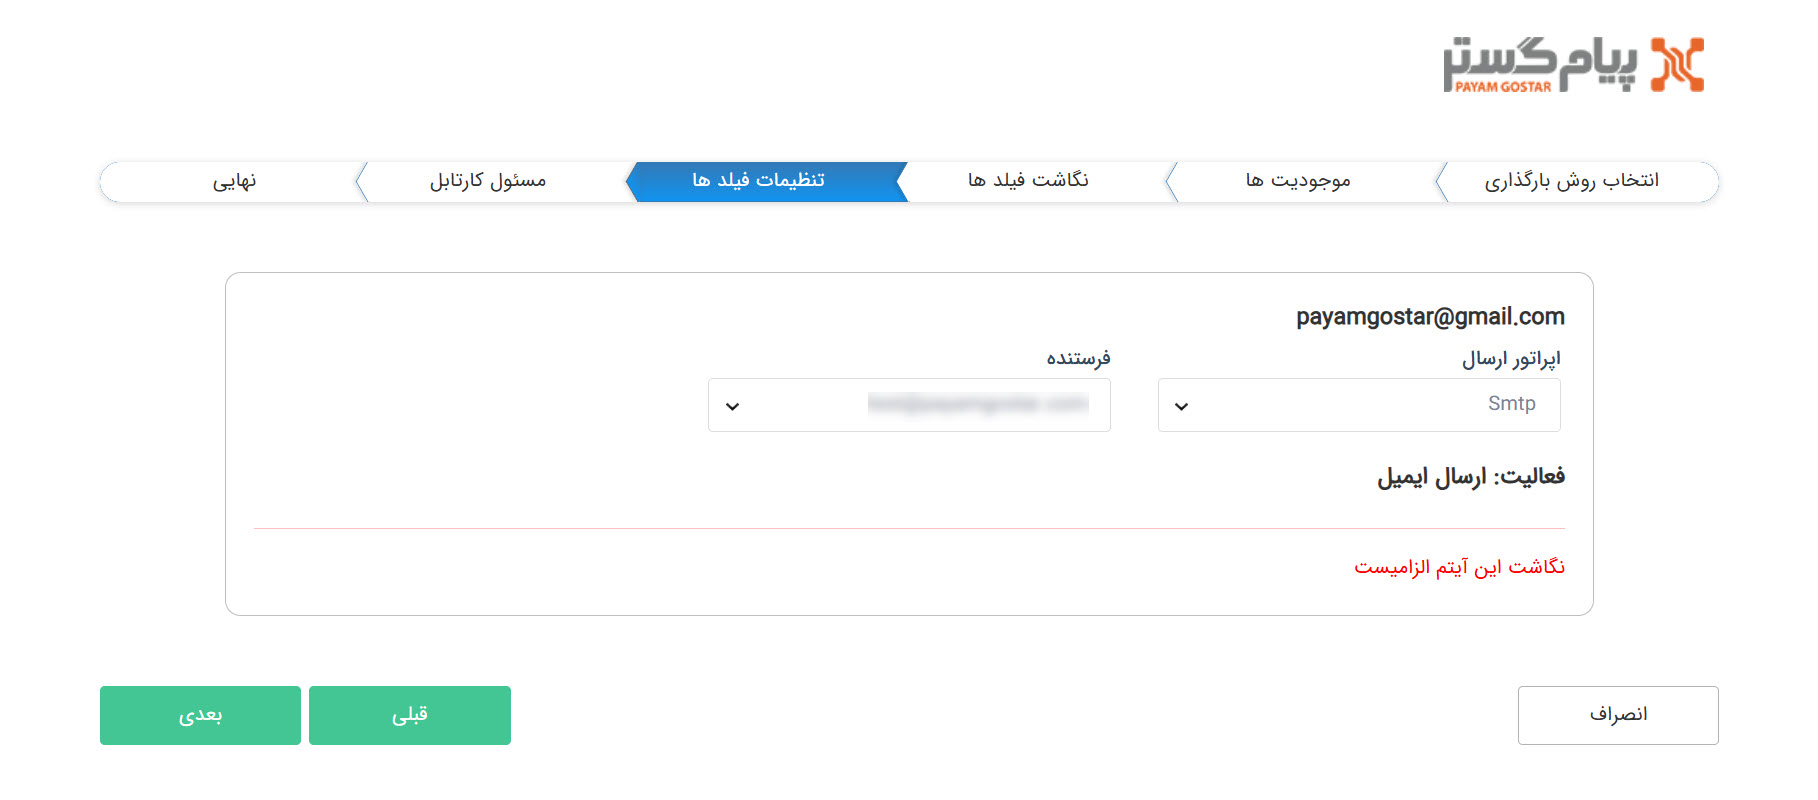 پیام گستر
PAYAM GOSTAR
انتخاب روش بارگذاری
موجودیت ها
نگاشت فیلد ها
تنظیمات فیلد ها
مسئول کارتابل
نهایی
payamgostar@gmail.com
اپراتور ارسال
فرستنده
Smtp
فعالیت: ارسال ایمیل
نگاشت این آیتم الزامیست
انصراف
قبلی
بعدی